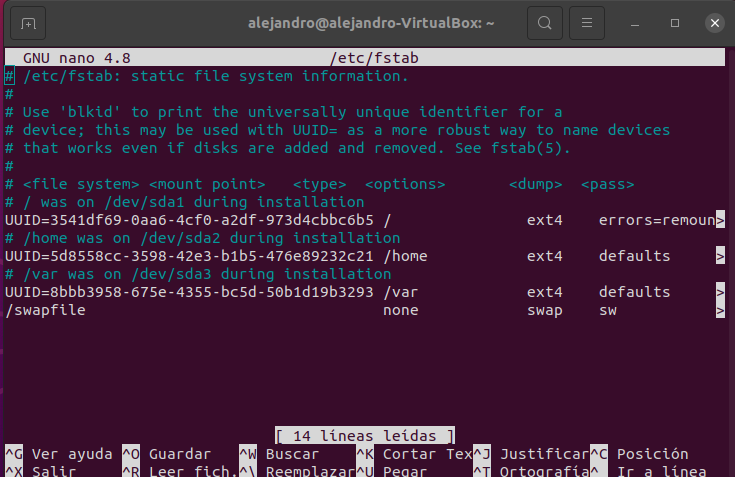 alejandro@alejandro-VirtualBox: ~
GNU nano 4.8 /etc/fstab
# /etc/fstab: static file system information.
#
# Use 'blkid' to print the universally unique identifier for a
# device; this may be used with UUID= as a more robust way to name devices
# that works even if disks are added and removed. See fstab(5).
#
# <file system> <mount point>   <type>  <options>       <dump>  <pass>
# / was on /dev/sda1 during installation
UUID=3541df69-0aa6-4cf0-a2df-973d4cbbc6b5 /               ext4    errors=remoun>
# /home was on /dev/sda2 during installation
UUID=5d8558cc-3598-42e3-b1b5-476e89232c21 /home           ext4    defaults     >
# /var was on /dev/sda3 during installation
UUID=8bbb3958-675e-4355-bc5d-50b1d19b3293 /var            ext4    defaults     >
/swapfile                                 none            swap    sw           >
[ 14 líneas leídas ]
^G Ver ayuda ^O Guardar ^W Buscar ^K Cortar Tex ^J Justificar ^C Posición
^X Salir ^R Leer fich. ^\ Reemplazar ^U Pegar ^T Ortografía ^_ Ir a línea